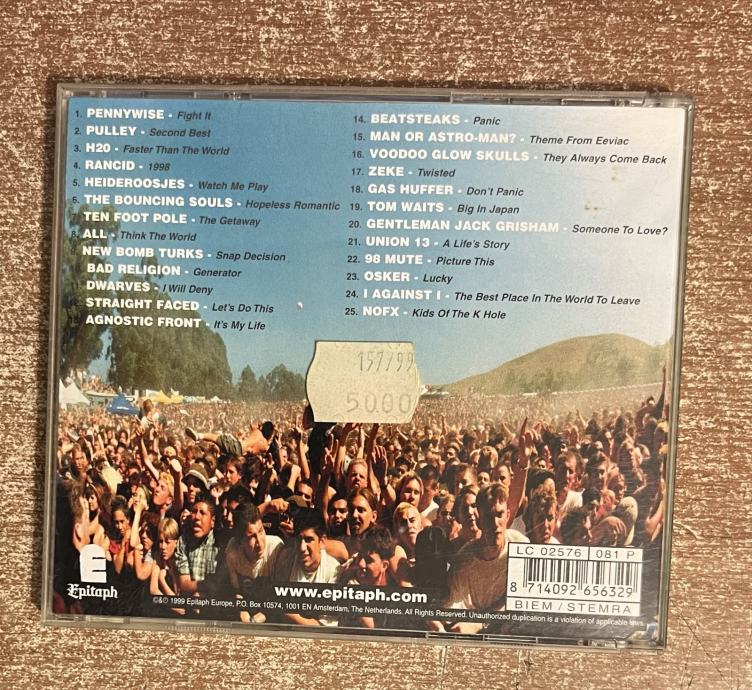 1. PENNYWISE - Fight It
2. PULLEY - Second Best
3. H20 - Faster Than The World
4. RANCID - 1998
5. HEIDEROOSJES - Watch Me Play
6. THE BOUNCING SOULS - Hopeless Romantic
7. TEN FOOT POLE - The Getaway
8. ALL - Think The World
NEW BOMB TURKS - Snap Decision
BAD RELIGION - Generator
DWARVES - I Will Deny
STRAIGHT FACED - Let's Do This
AGNOSTIC FRONT - It's My Life
14. BEATSTEAKS - Panic
15. MAN OR ASTRO-MAN? - Theme From Eeviac
16. VOODOO GLOW SKULLS - They Always Come Back
17. ZEKE - Twisted
18. GAS HUFFER - Don't Panic
19. TOM WAITS - Big In Japan
20. GENTLEMAN JACK GRISHAM - Someone To Love?
21. UNION 13 - A Life's Story
22. 98 MUTE - Picture This
23. OSKER - Lucky
24. I AGAINST I - The Best Place In The World To Leave
25. NOFX - Kids Of The K Hole
157/99
5000
E
Epitaph
www.epitaph.com
©&℗ 1999 Epitaph Europe, P.O. Box 10574, 1001 EN Amsterdam, The Netherlands. All Rights Reserved. Unauthorized duplication is a violation of applicable laws.
LC 02576 081 P
8 714092 656329
BIEM / STEMRA